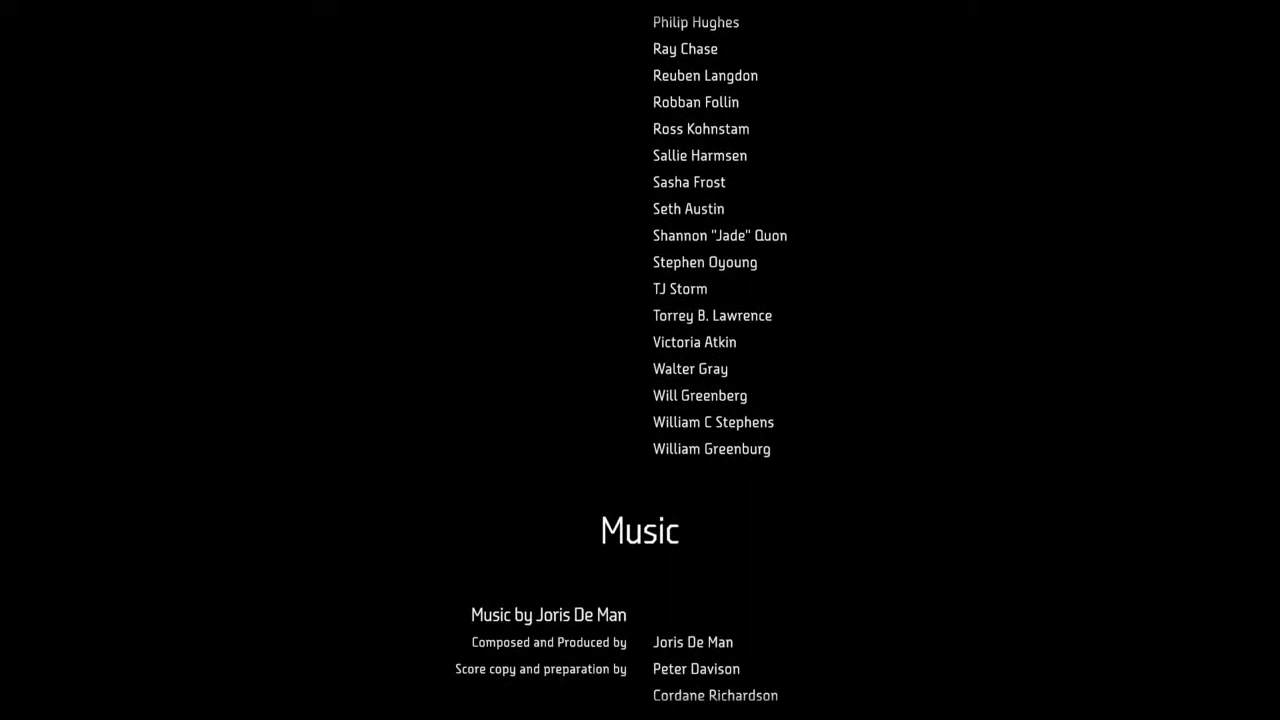 Philip Hughes
Ray Chase
Reuben Langdon
Robban Follin
Ross Kohnstam
Sallie Harmsen
Sasha Frost
Seth Austin
Shannon "Jade" Quon
Stephen Oyoung
TJ Storm
Torrey B. Lawrence
Victoria Atkin
Walter Gray
Will Greenberg
William C Stephens
William Greenburg
Music
Music by Joris De Man
Composed and Produced by Joris De Man
Score copy and preparation by Peter Davison
Cordane Richardson